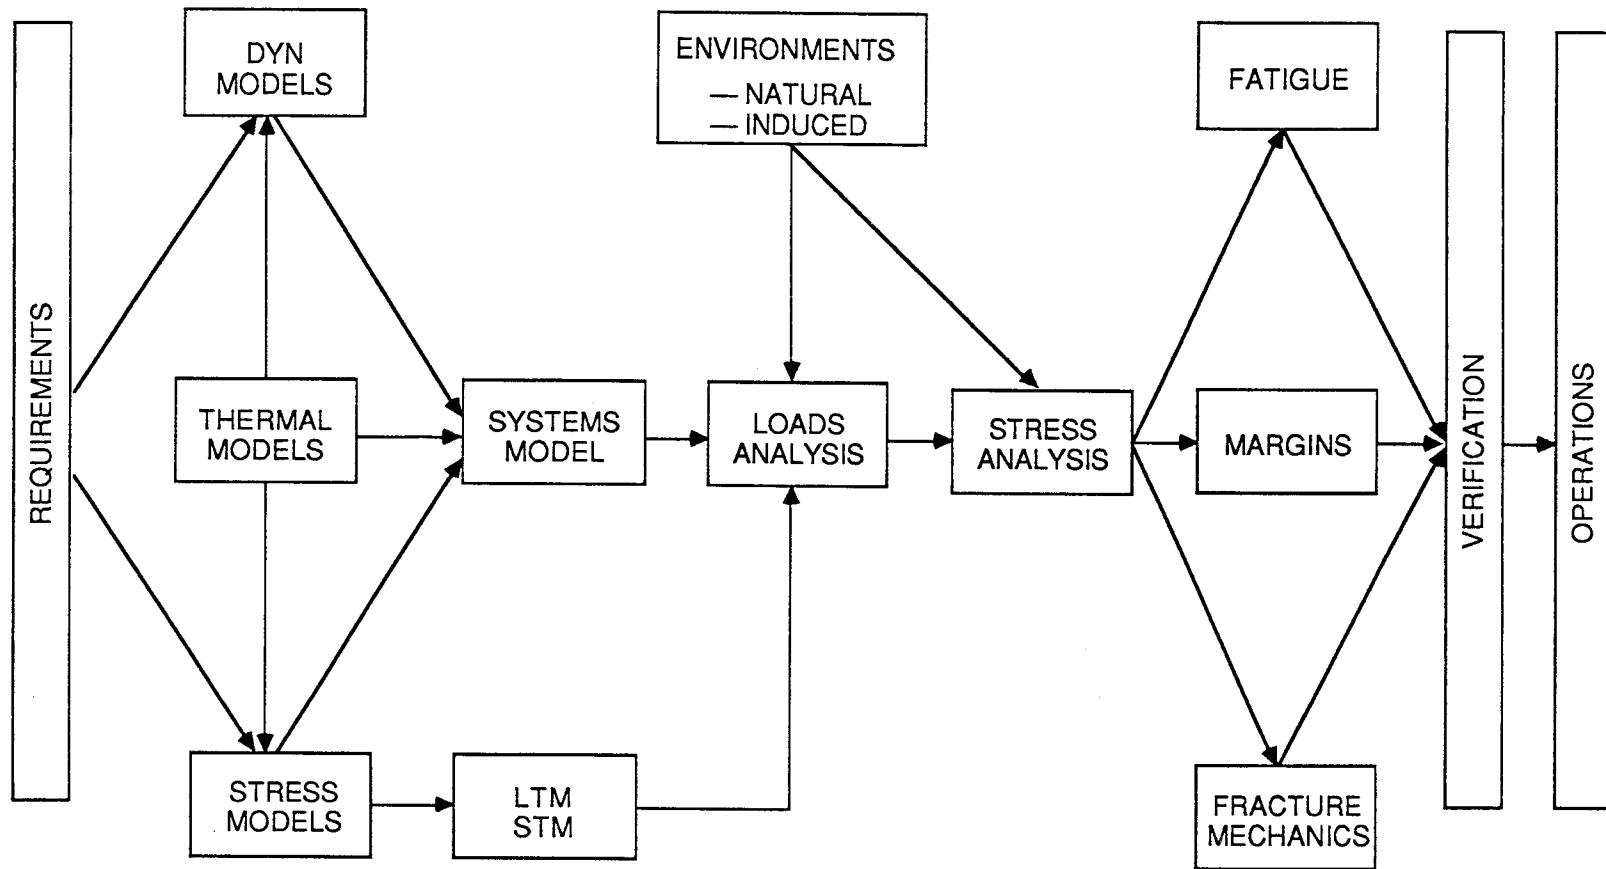 REQUIREMENTS
DYN
MODELS
THERMAL
MODELS
STRESS
MODELS
SYSTEMS
MODEL
LTM
STM
ENVIRONMENTS
— NATURAL
— INDUCED
LOADS
ANALYSIS
STRESS
ANALYSIS
FATIGUE
MARGINS
FRACTURE
MECHANICS
VERIFICATION
OPERATIONS